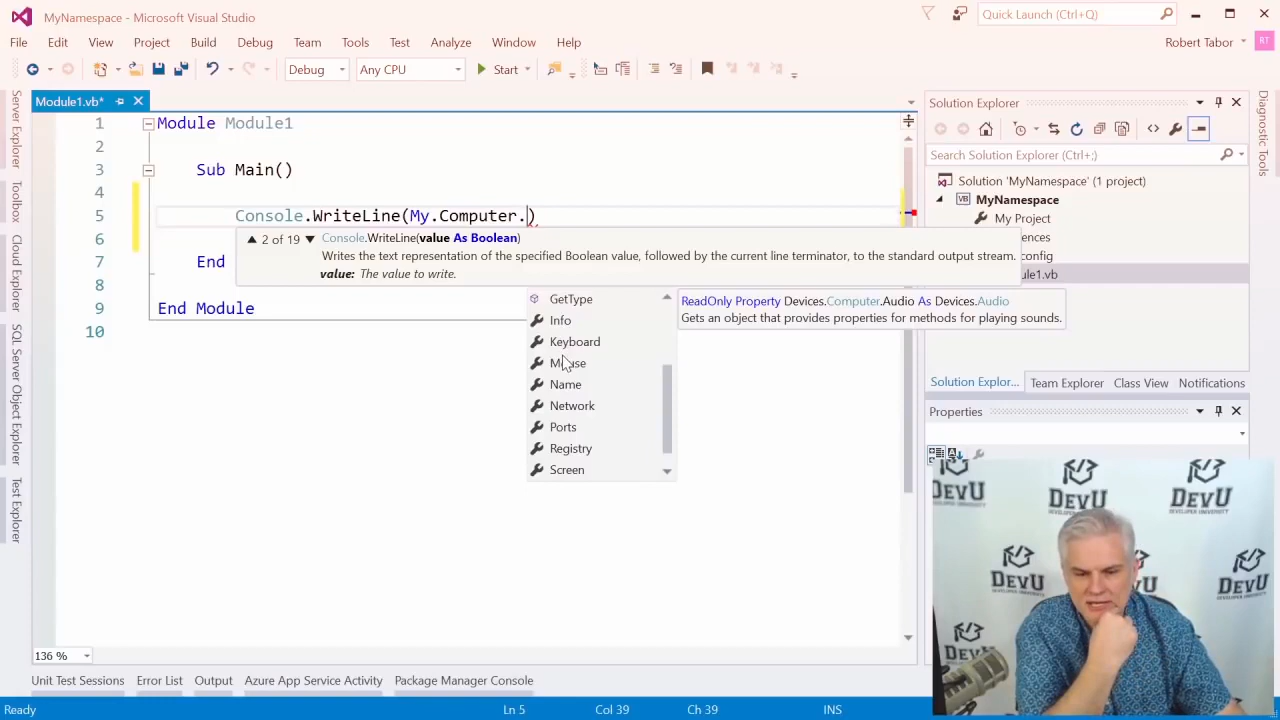 MyNamespace - Microsoft Visual Studio
Quick Launch (Ctrl+Q)
File Edit View Project Build Debug Team Tools Test Analyze Window Help
Robert Tabor RT
Debug Any CPU Start
Server Explorer
Toolbox
Cloud Explorer
SQL Server Object Explorer
Test Explorer
Module1.vb*
1 Module Module1
2
3 Sub Main()
4
5 Console.WriteLine(My.Computer.)
6
7 End
8
9 End Module
10
2 of 19 Console.WriteLine(value As Boolean)
Writes the text representation of the specified Boolean value, followed by the current line terminator, to the standard output stream.
value: The value to write.
GetType
Info
Keyboard
Mouse
Name
Network
Ports
Registry
Screen
ReadOnly Property Devices.Computer.Audio As Devices.Audio
Gets an object that provides properties for methods for playing sounds.
Solution Explorer
Search Solution Explorer (Ctrl+;)
Solution 'MyNamespace' (1 project)
VB MyNamespace
My Project
Diagnostic Tools
Solution Explor... Team Explorer Class View Notifications
Properties
DEVU
DEVU
DEVU
DEVELOPER UNIVERSITY
DEVU
DEVELOPER UNIVERSITY
DEVU
136 %
Unit Test Sessions Error List Output Azure App Service Activity Package Manager Console
Ready Ln 5 Col 39 Ch 39 INS